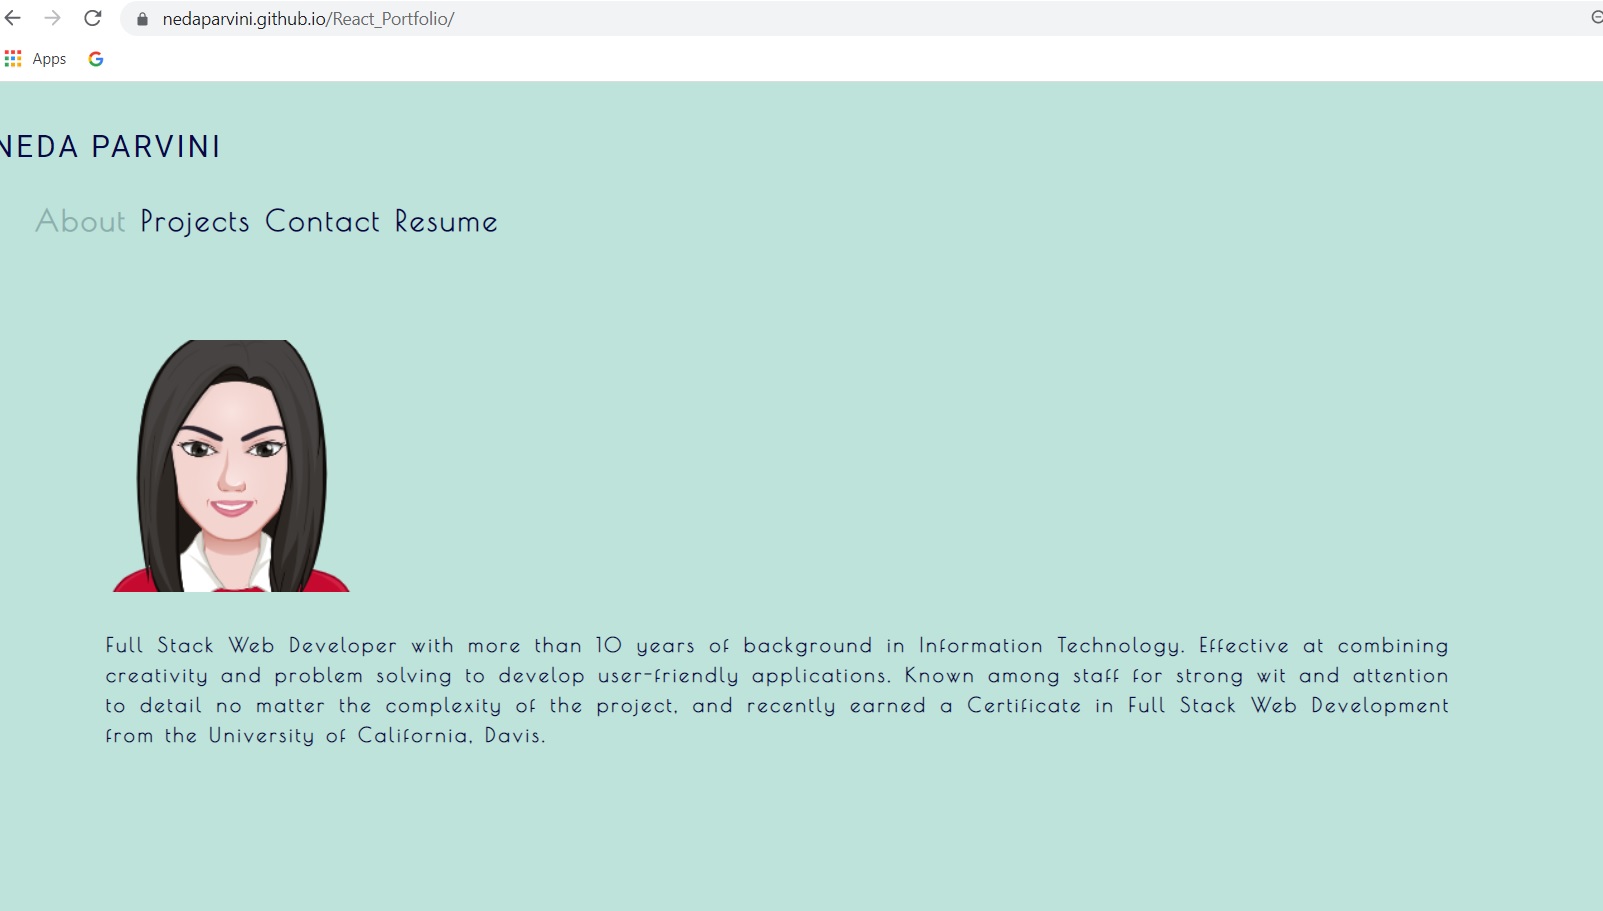 nedaparvini.github.io/React_Portfolio/
Apps
NEDA PARVINI
About Projects Contact Resume
Full Stack Web Developer with more than 10 years of background in Information Technology. Effective at combining
creativity and problem solving to develop user-friendly applications. Known among staff for strong wit and attention
to detail no matter the complexity of the project, and recently earned a Certificate in Full Stack Web Development
from the University of California, Davis.